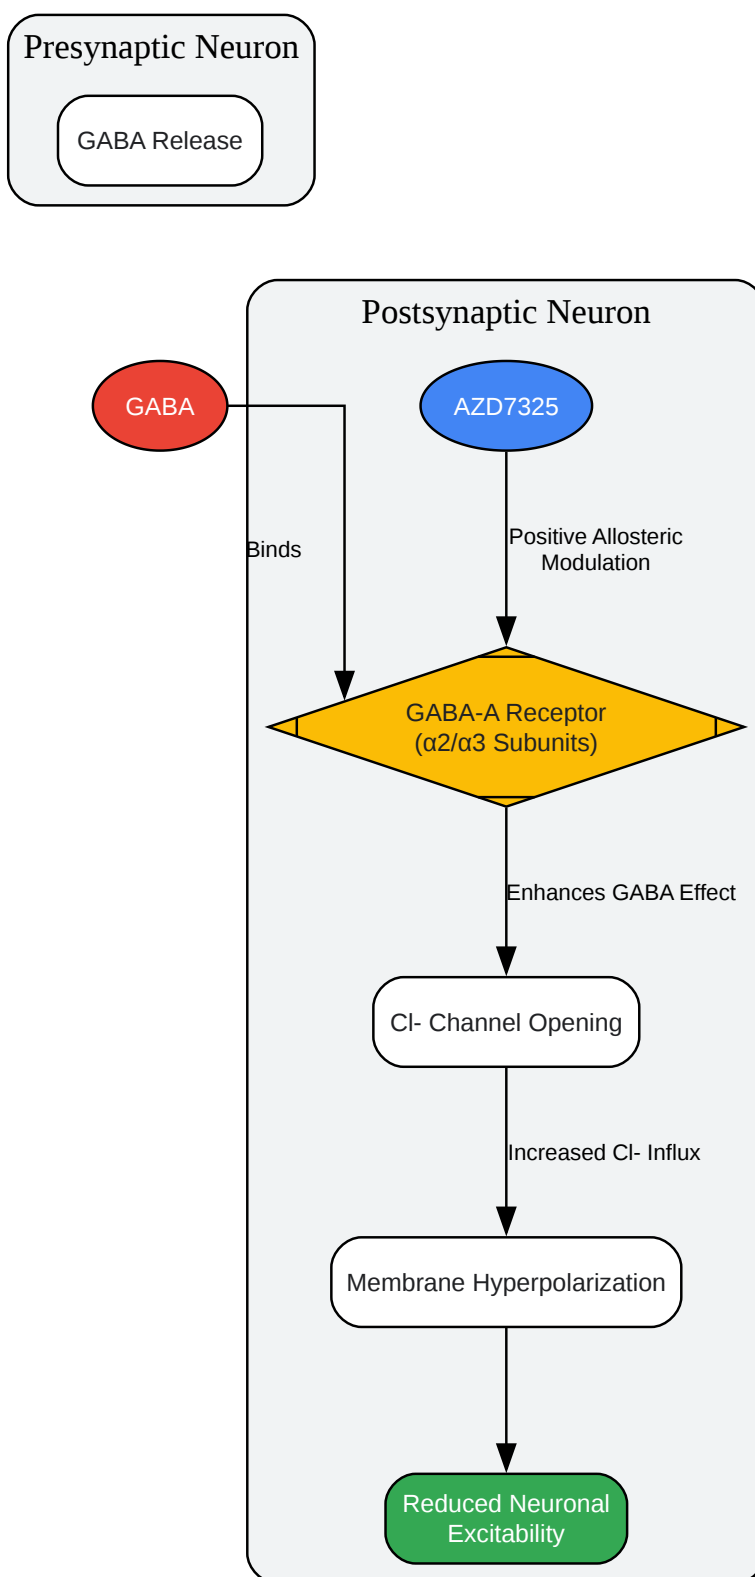 Presynaptic Neuron
GABA Release
Postsynaptic Neuron
GABA
AZD7325
Binds
Positive Allosteric
Modulation
GABA-A Receptor
(α2/α3 Subunits)
Enhances GABA Effect
Cl- Channel Opening
Increased Cl- Influx
Membrane Hyperpolarization
Reduced Neuronal
Excitability